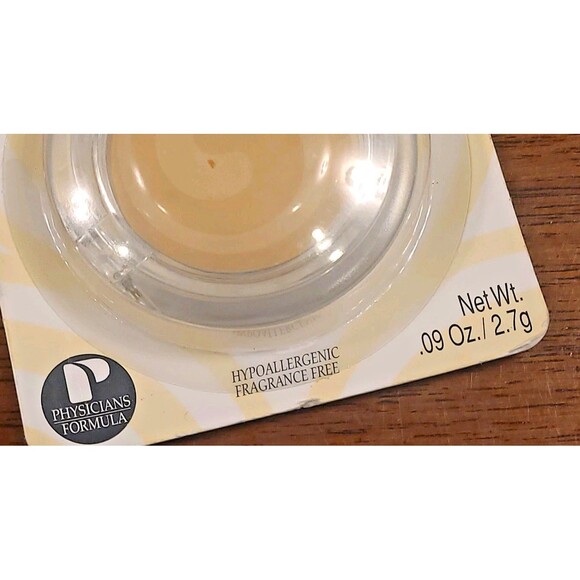 Net Wt.
.09 Oz./2.7g
HYPOALLERGENIC
FRAGRANCE FREE
PHYSICIANS
FORMULA